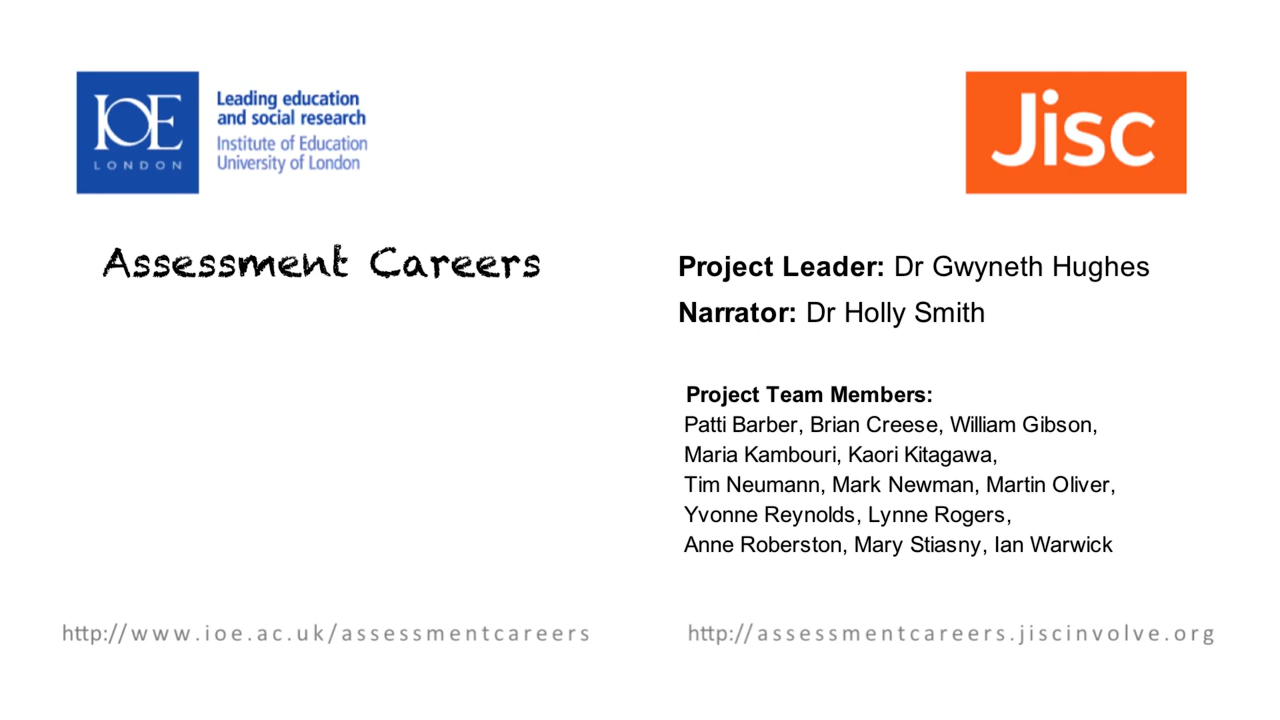 IOE
LONDON
Leading education
and social research
Institute of Education
University of London
Jisc
Assessment Careers
Project Leader: Dr Gwyneth Hughes
Narrator: Dr Holly Smith
Project Team Members:
Patti Barber, Brian Creese, William Gibson,
Maria Kambouri, Kaori Kitagawa,
Tim Neumann, Mark Newman, Martin Oliver,
Yvonne Reynolds, Lynne Rogers,
Anne Roberston, Mary Stiasny, Ian Warwick
http://www.ioe.ac.uk/assessmentcareers
http://assessmentcareers.jiscinvolve.org